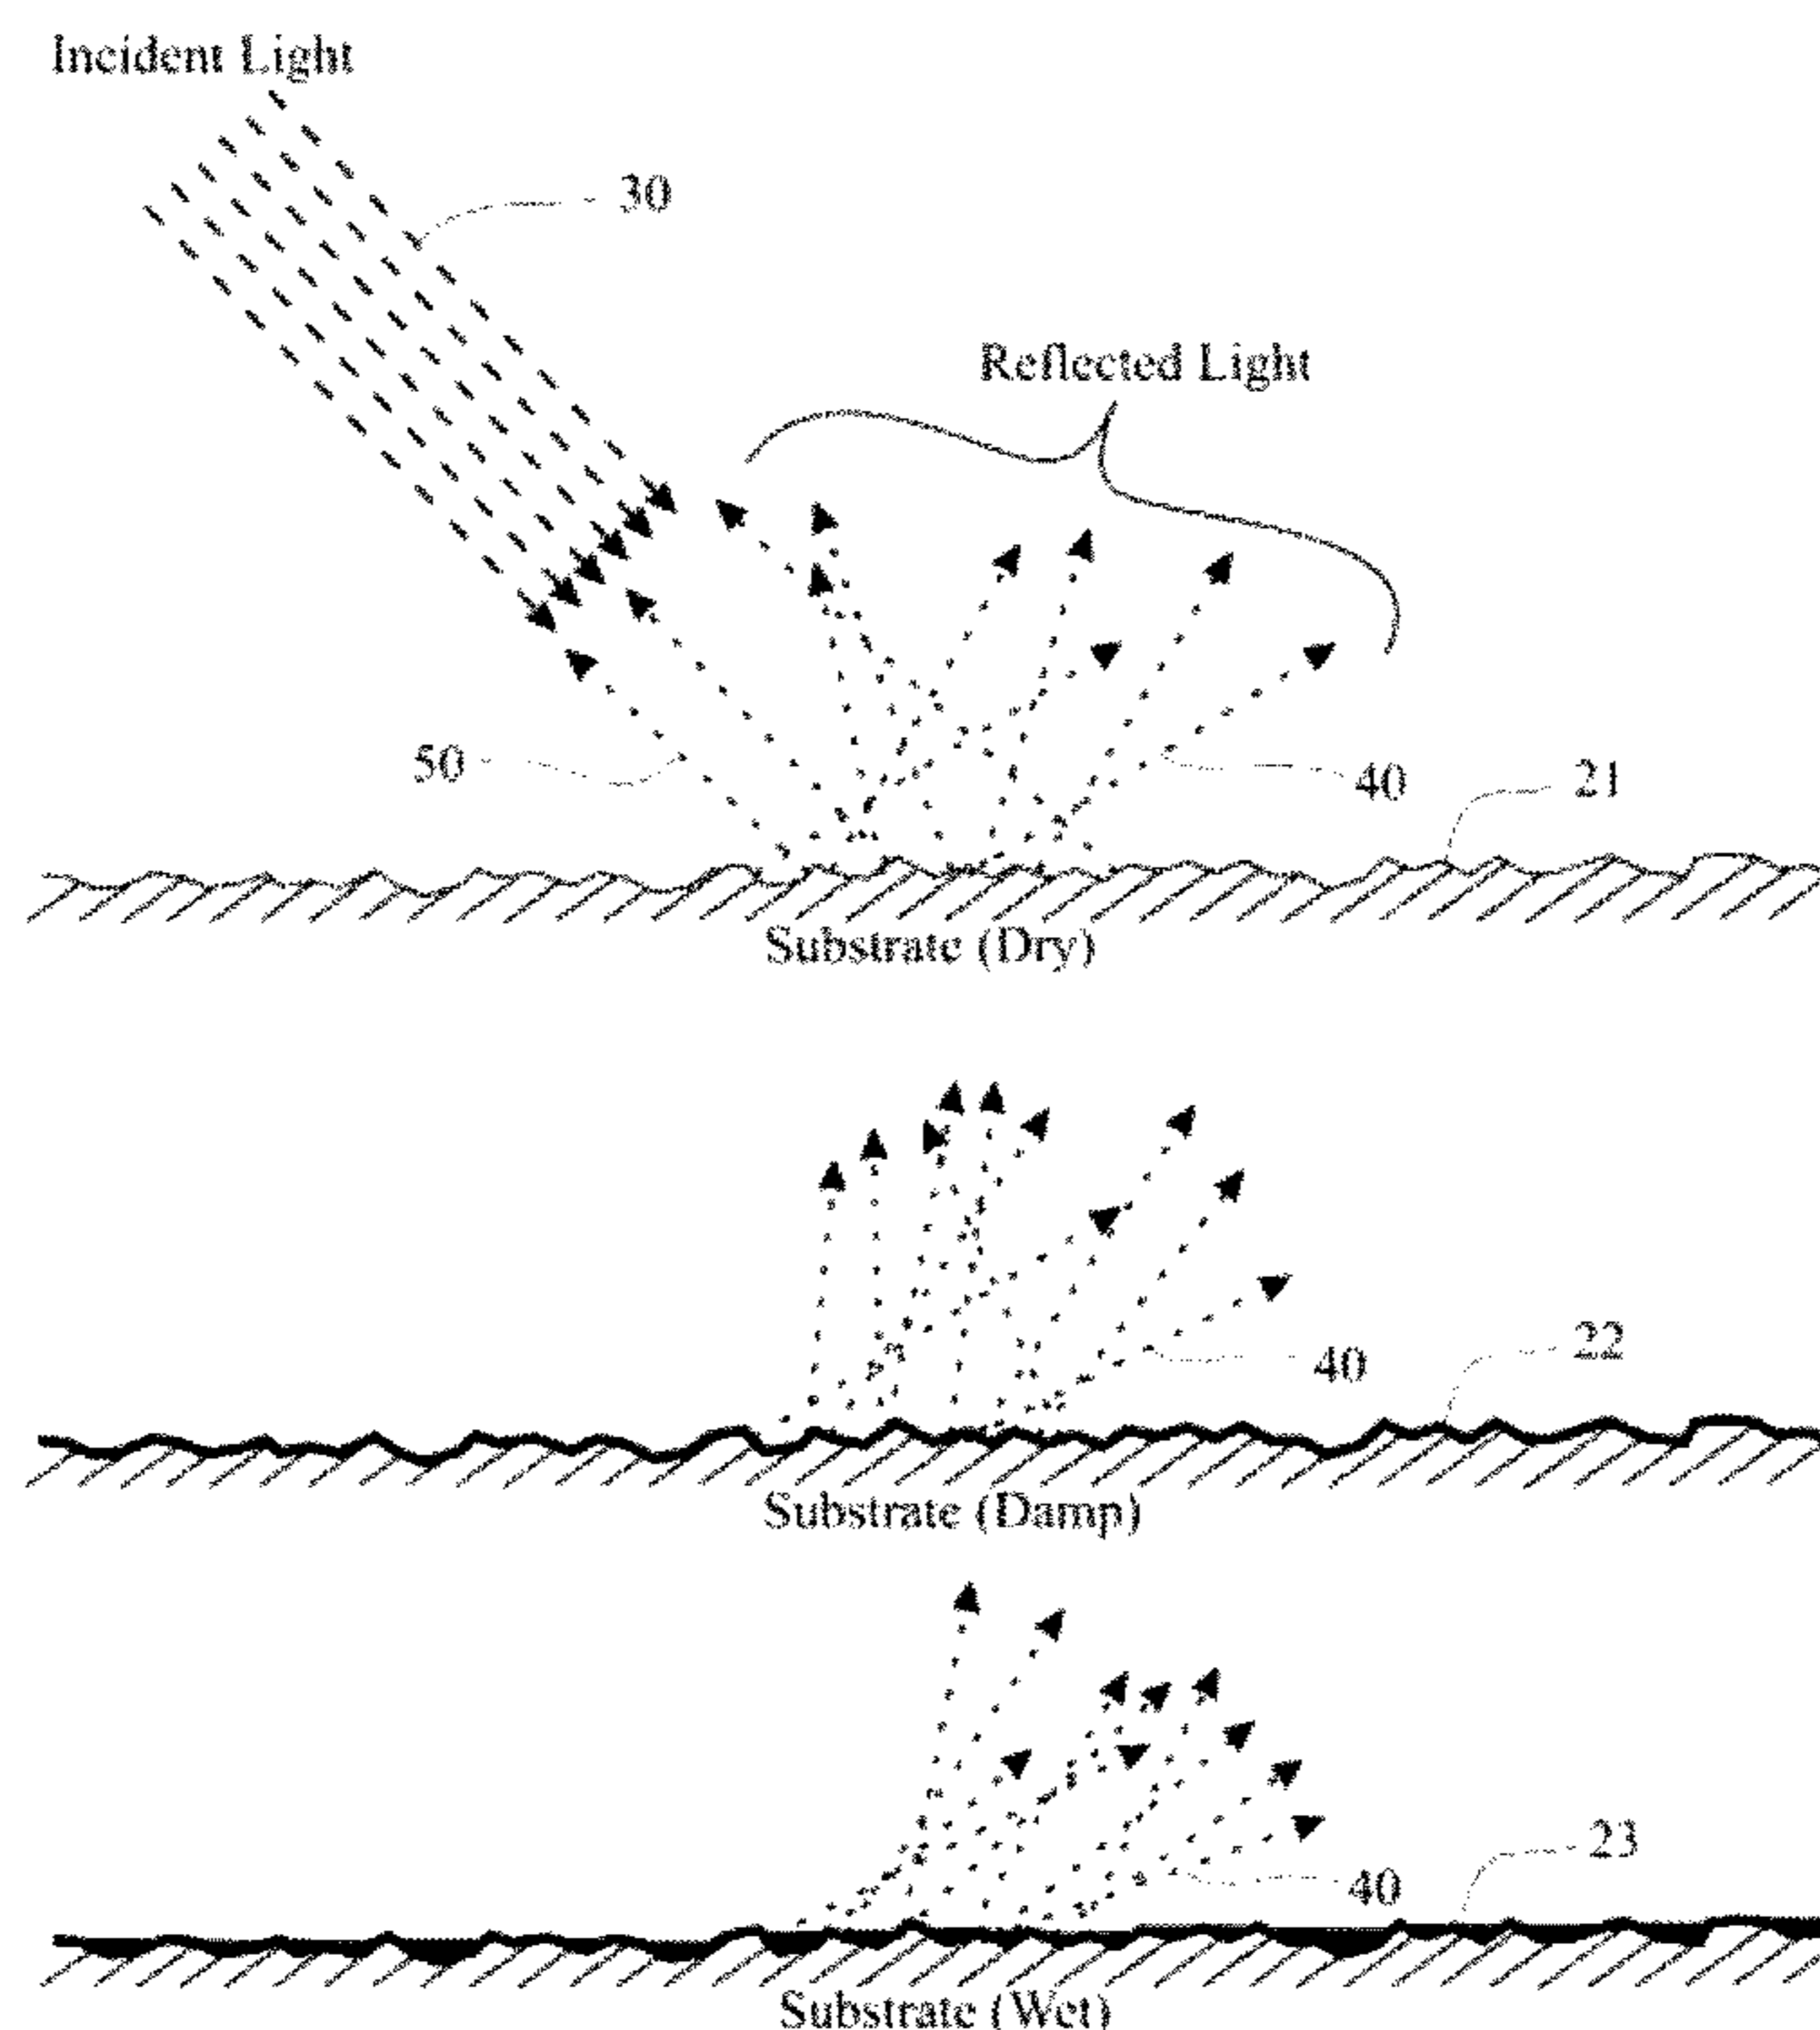 Incident Light
30
Reflected Light
50
40
21
Substrate (Dry)
22
40
Substrate (Damp)
23
40
Substrate (Wet)